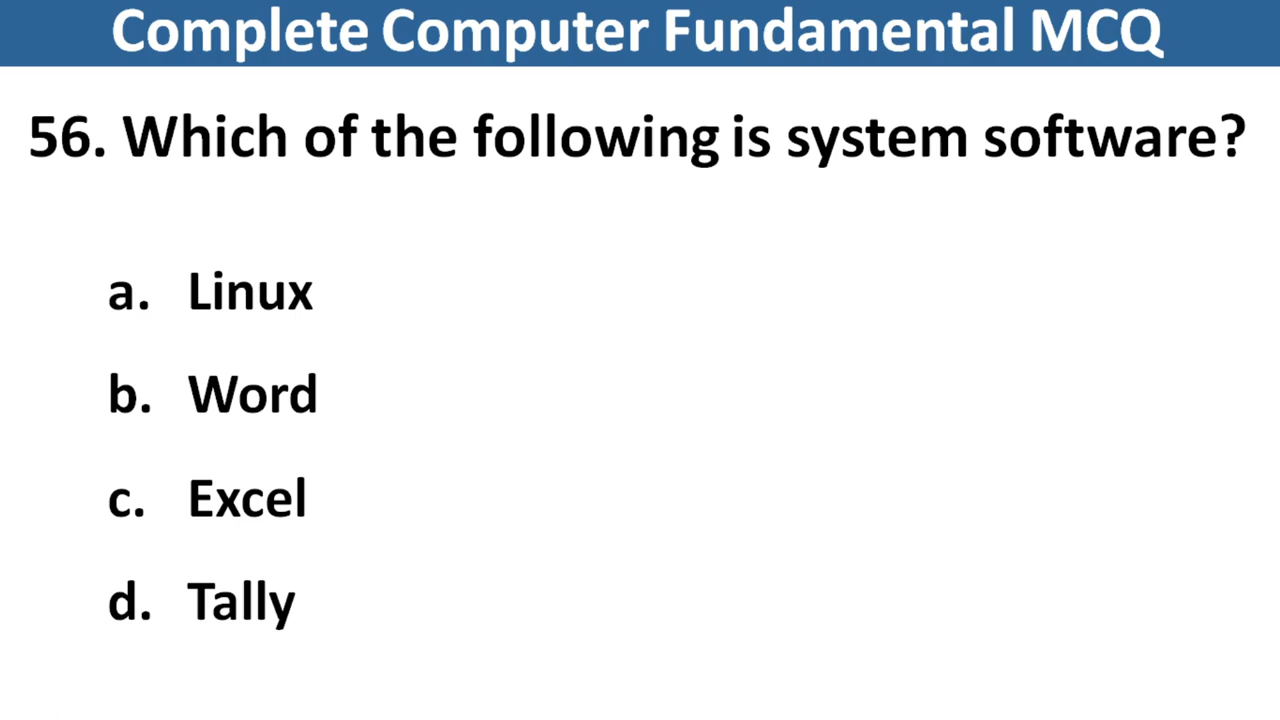 Complete Computer Fundamental MCQ
56. Which of the following is system software?
a. Linux
b. Word
c. Excel
d. Tally